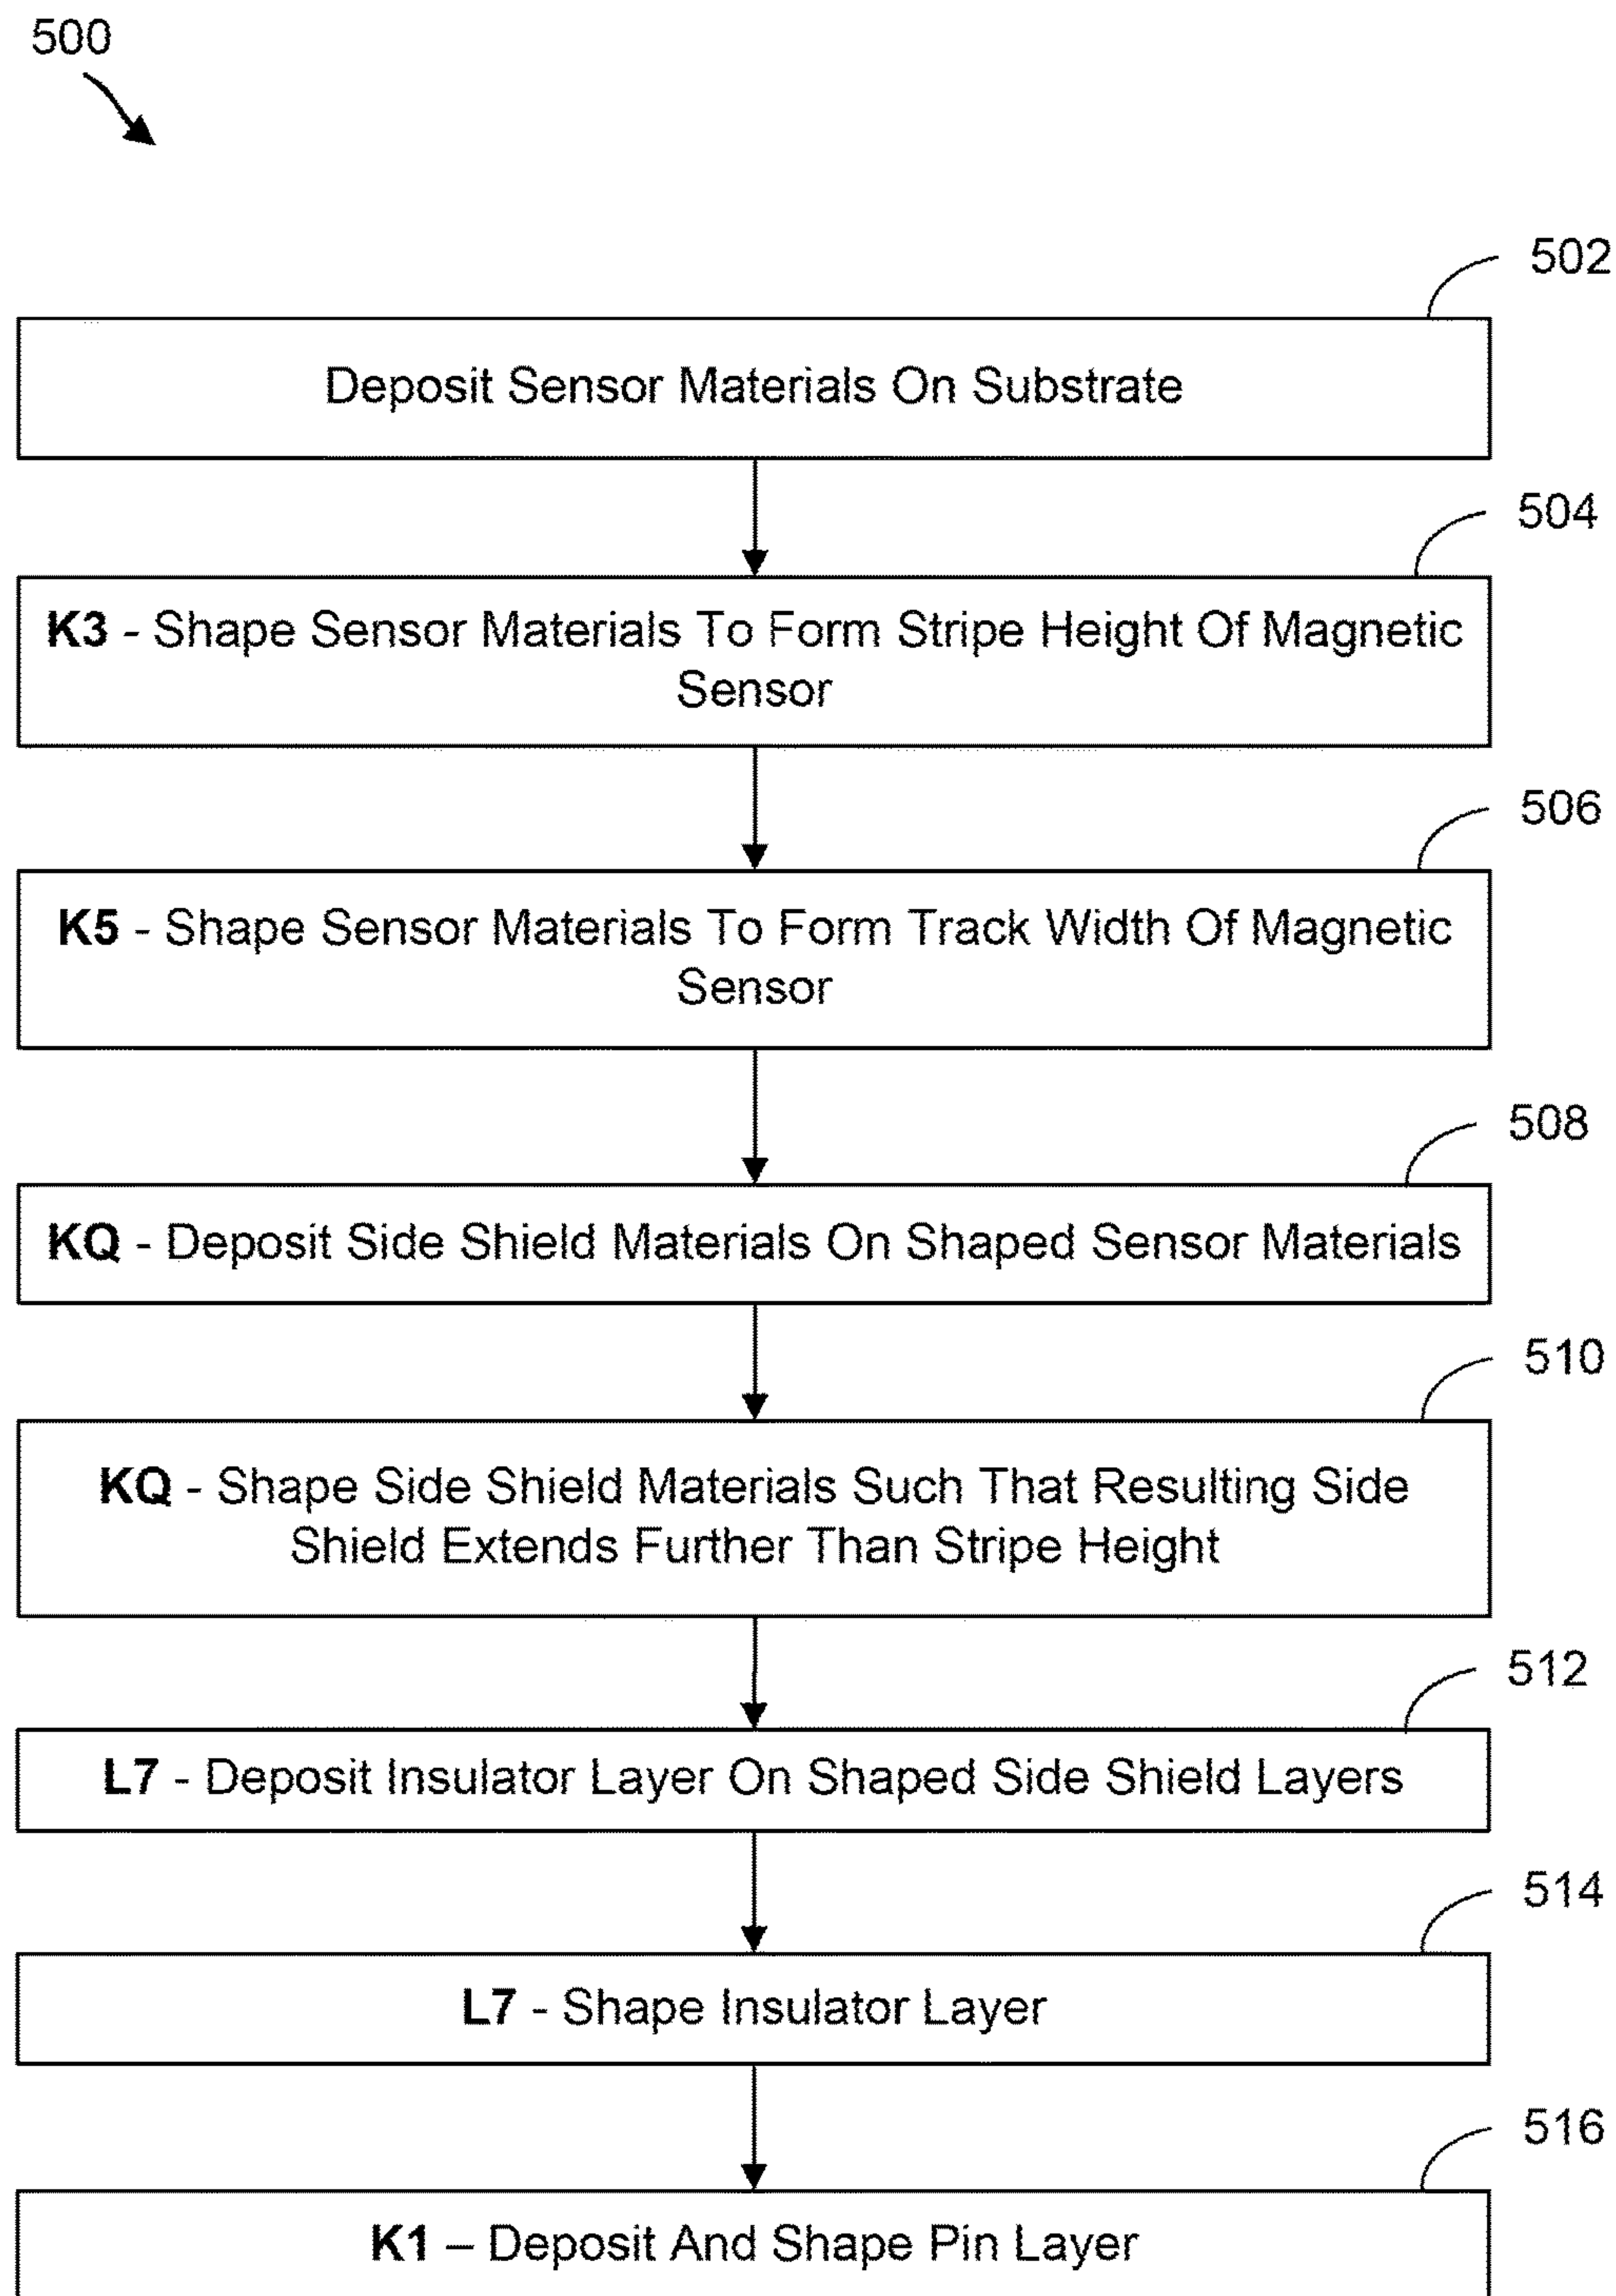 500
502
Deposit Sensor Materials On Substrate
504
K3 - Shape Sensor Materials To Form Stripe Height Of Magnetic
Sensor
506
K5 - Shape Sensor Materials To Form Track Width Of Magnetic
Sensor
508
KQ - Deposit Side Shield Materials On Shaped Sensor Materials
510
KQ - Shape Side Shield Materials Such That Resulting Side
Shield Extends Further Than Stripe Height
512
L7 - Deposit Insulator Layer On Shaped Side Shield Layers
514
L7 - Shape Insulator Layer
516
K1 – Deposit And Shape Pin Layer